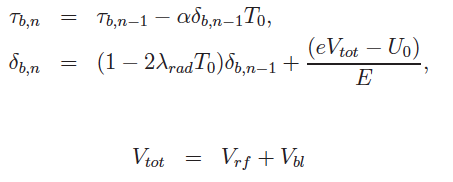 τ_{b,n} = τ_{b,n−1} − αδ_{b,n−1}T_0,
δ_{b,n} = (1 − 2λ_{rad}T_0)δ_{b,n−1} + \frac{(eV_{tot} − U_0)}{E},
V_{tot} = V_{rf} + V_{bl}